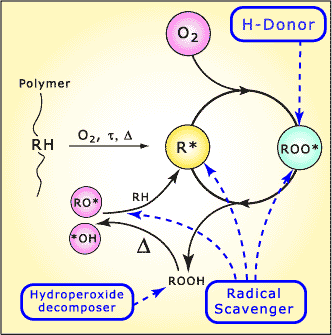 H-Donor
O₂
Polymer
RH
O₂, τ, Δ
R*
ROO*
RO*
RH
*OH
Δ
ROOH
Hydroperoxide
decomposer
Radical
Scavenger